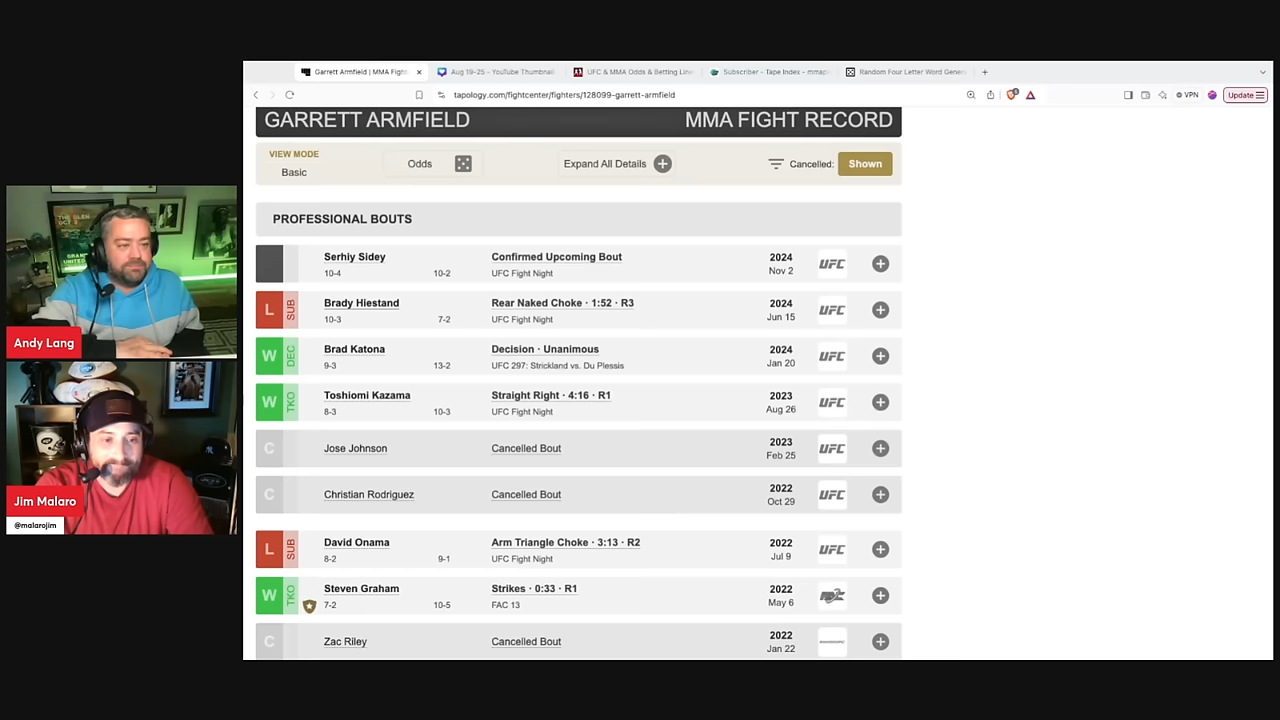 Garrett Armfield | MMA Fight
Aug 19-25 - YouTube Thumbnail
UFC & MMA Odds & Betting Line
Subscriber - Tape Index - mmap
Random Four Letter Word Gener
tapology.com/fightcenter/fighters/128099-garrett-armfield
VPN
Update
GARRETT ARMFIELD
MMA FIGHT RECORD
VIEW MODE
Basic
Odds
Expand All Details
Cancelled:
Shown
PROFESSIONAL BOUTS
Serhiy Sidey Confirmed Upcoming Bout 2024
10-4 10-2 UFC Fight Night Nov 2
UFC
L SUB
Brady Hiestand Rear Naked Choke · 1:52 · R3 2024
10-3 7-2 UFC Fight Night Jun 15
UFC
W DEC
Brad Katona Decision · Unanimous 2024
9-3 13-2 UFC 297: Strickland vs. Du Plessis Jan 20
UFC
W TKO
Toshiomi Kazama Straight Right · 4:16 · R1 2023
8-3 10-3 UFC Fight Night Aug 26
UFC
C Jose Johnson Cancelled Bout 2023
Feb 25
UFC
C Christian Rodriguez Cancelled Bout 2022
Oct 29
UFC
L SUB
David Onama Arm Triangle Choke · 3:13 · R2 2022
8-2 9-1 UFC Fight Night Jul 9
UFC
W TKO
Steven Graham Strikes · 0:33 · R1 2022
7-2 10-5 FAC 13 May 6
C Zac Riley Cancelled Bout 2022
Jan 22
THE GLEN
Andy Lang
Jim Malaro
@malarojim